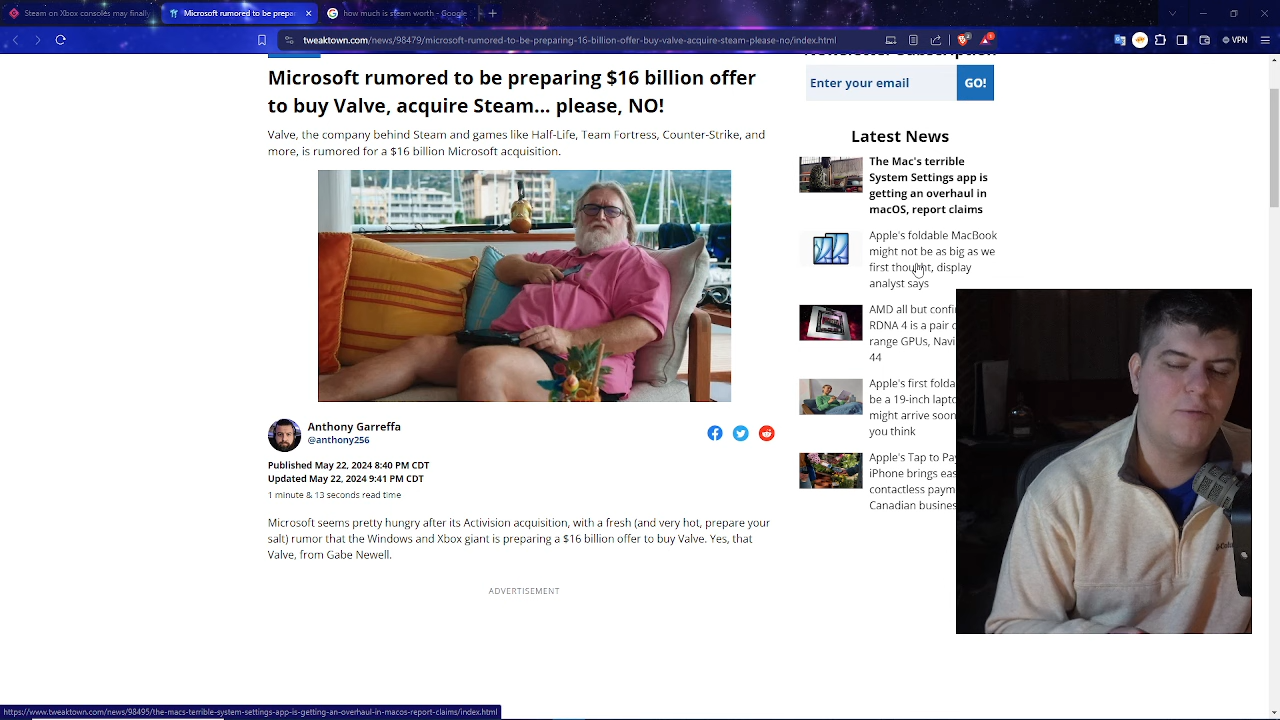 Steam on Xbox consoles may finally
Microsoft rumored to be prepar
how much is steam worth - Google
tweaktown.com/news/98479/microsoft-rumored-to-be-preparing-16-billion-offer-buy-valve-acquire-steam-please-no/index.html
VPN
Microsoft rumored to be preparing $16 billion offer
to buy Valve, acquire Steam... please, NO!
Valve, the company behind Steam and games like Half-Life, Team Fortress, Counter-Strike, and
more, is rumored for a $16 billion Microsoft acquisition.
Anthony Garreffa
@anthony256
Published May 22, 2024 8:40 PM CDT
Updated May 22, 2024 9:41 PM CDT
1 minute & 13 seconds read time
Microsoft seems pretty hungry after its Activision acquisition, with a fresh (and very hot, prepare your
salt) rumor that the Windows and Xbox giant is preparing a $16 billion offer to buy Valve. Yes, that
Valve, from Gabe Newell.
ADVERTISEMENT
Enter your email
GO!
Latest News
The Mac's terrible
System Settings app is
getting an overhaul in
macOS, report claims
Apple's foldable MacBook
might not be as big as we
first thought, display
analyst says
AMD all but confi
RDNA 4 is a pair o
range GPUs, Navi
44
Apple's first folda
be a 19-inch lapto
might arrive soon
you think
Apple's Tap to Pay
iPhone brings eas
contactless paym
Canadian busines
https://www.tweaktown.com/news/98495/the-macs-terrible-system-settings-app-is-getting-an-overhaul-in-macos-report-claims/index.html